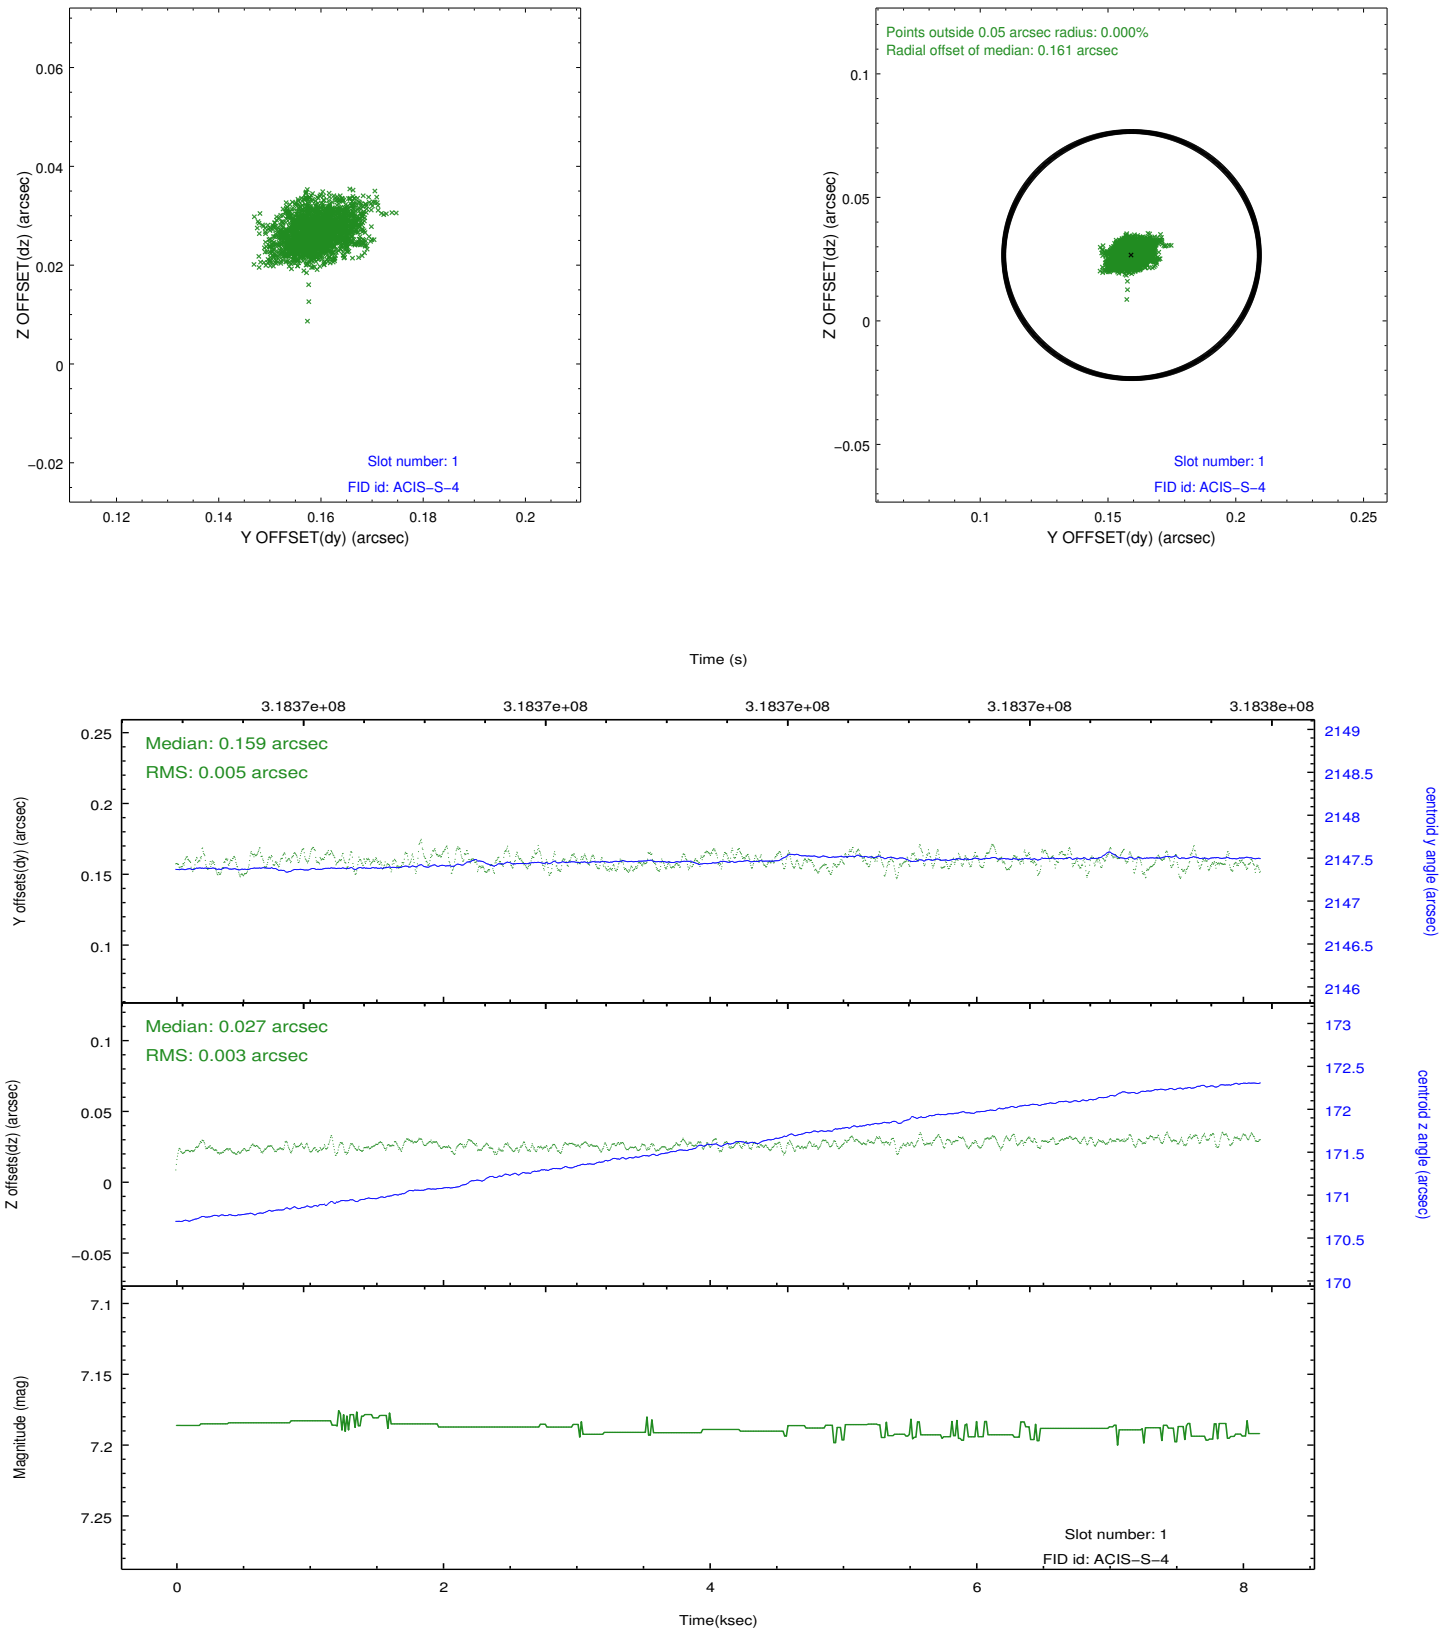 0.06
0.04
0.02
0
−0.02
Z OFFSET(dz) (arcsec)
Slot number: 1
FID id: ACIS−S−4
0.12
0.14
0.16
0.18
0.2
Y OFFSET(dy) (arcsec)
Points outside 0.05 arcsec radius: 0.000%
Radial offset of median: 0.161 arcsec
0.1
0.05
0
−0.05
Z OFFSET(dz) (arcsec)
Slot number: 1
FID id: ACIS−S−4
0.1
0.15
0.2
0.25
Y OFFSET(dy) (arcsec)
Time (s)
3.1837e+08
3.1837e+08
3.1837e+08
3.1837e+08
3.1838e+08
Median: 0.159 arcsec
RMS: 0.005 arcsec
0.25
0.2
0.15
0.1
Y offsets(dy) (arcsec)
2149
2148.5
2148
2147.5
2147
2146.5
2146
centroid y angle (arcsec)
Median: 0.027 arcsec
RMS: 0.003 arcsec
0.1
0.05
0
−0.05
Z offsets(dz) (arcsec)
173
172.5
172
171.5
171
170.5
170
centroid z angle (arcsec)
7.1
7.15
7.2
7.25
Magnitude (mag)
Slot number: 1
FID id: ACIS−S−4
0
2
4
6
8
Time(ksec)